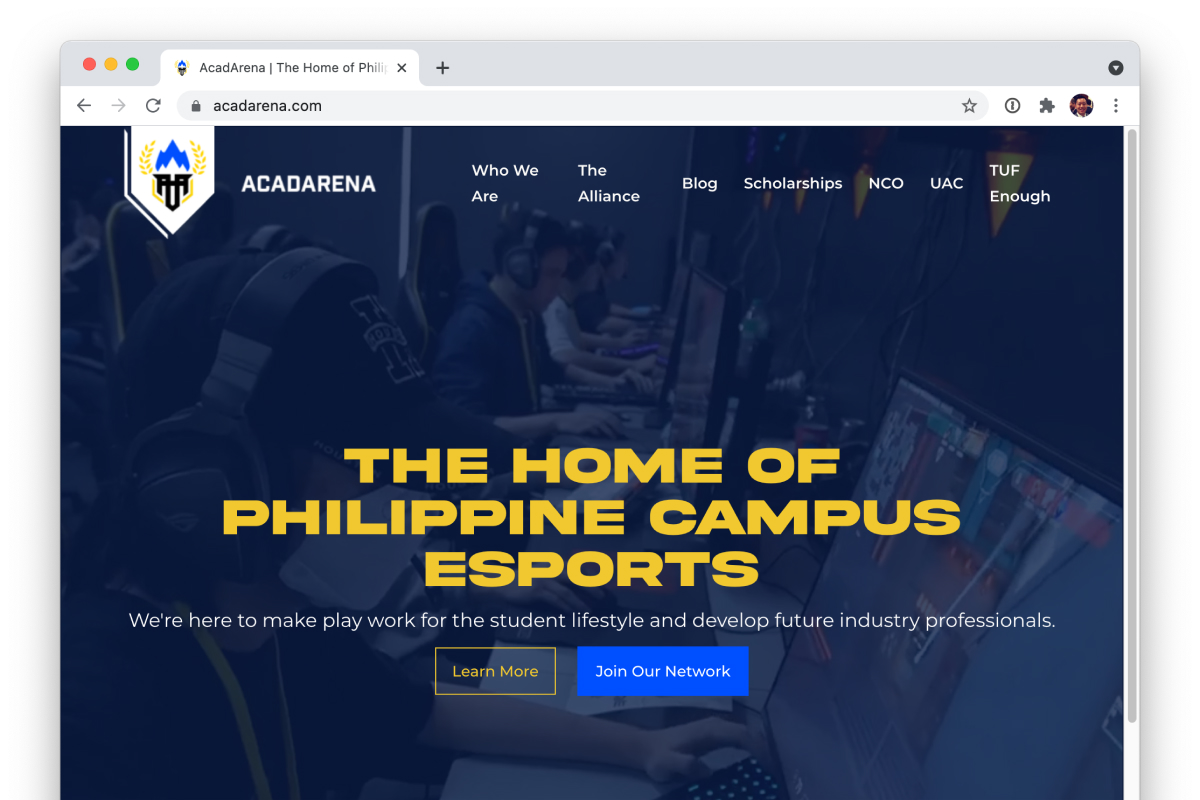 AcadArena | The Home of Phili
acadarena.com
ACADARENA
Who We
Are
The
Alliance
Blog
Scholarships
NCO
UAC
TUF
Enough
THE HOME OF
PHILIPPINE CAMPUS
ESPORTS
We're here to make play work for the student lifestyle and develop future industry professionals.
Learn More
Join Our Network